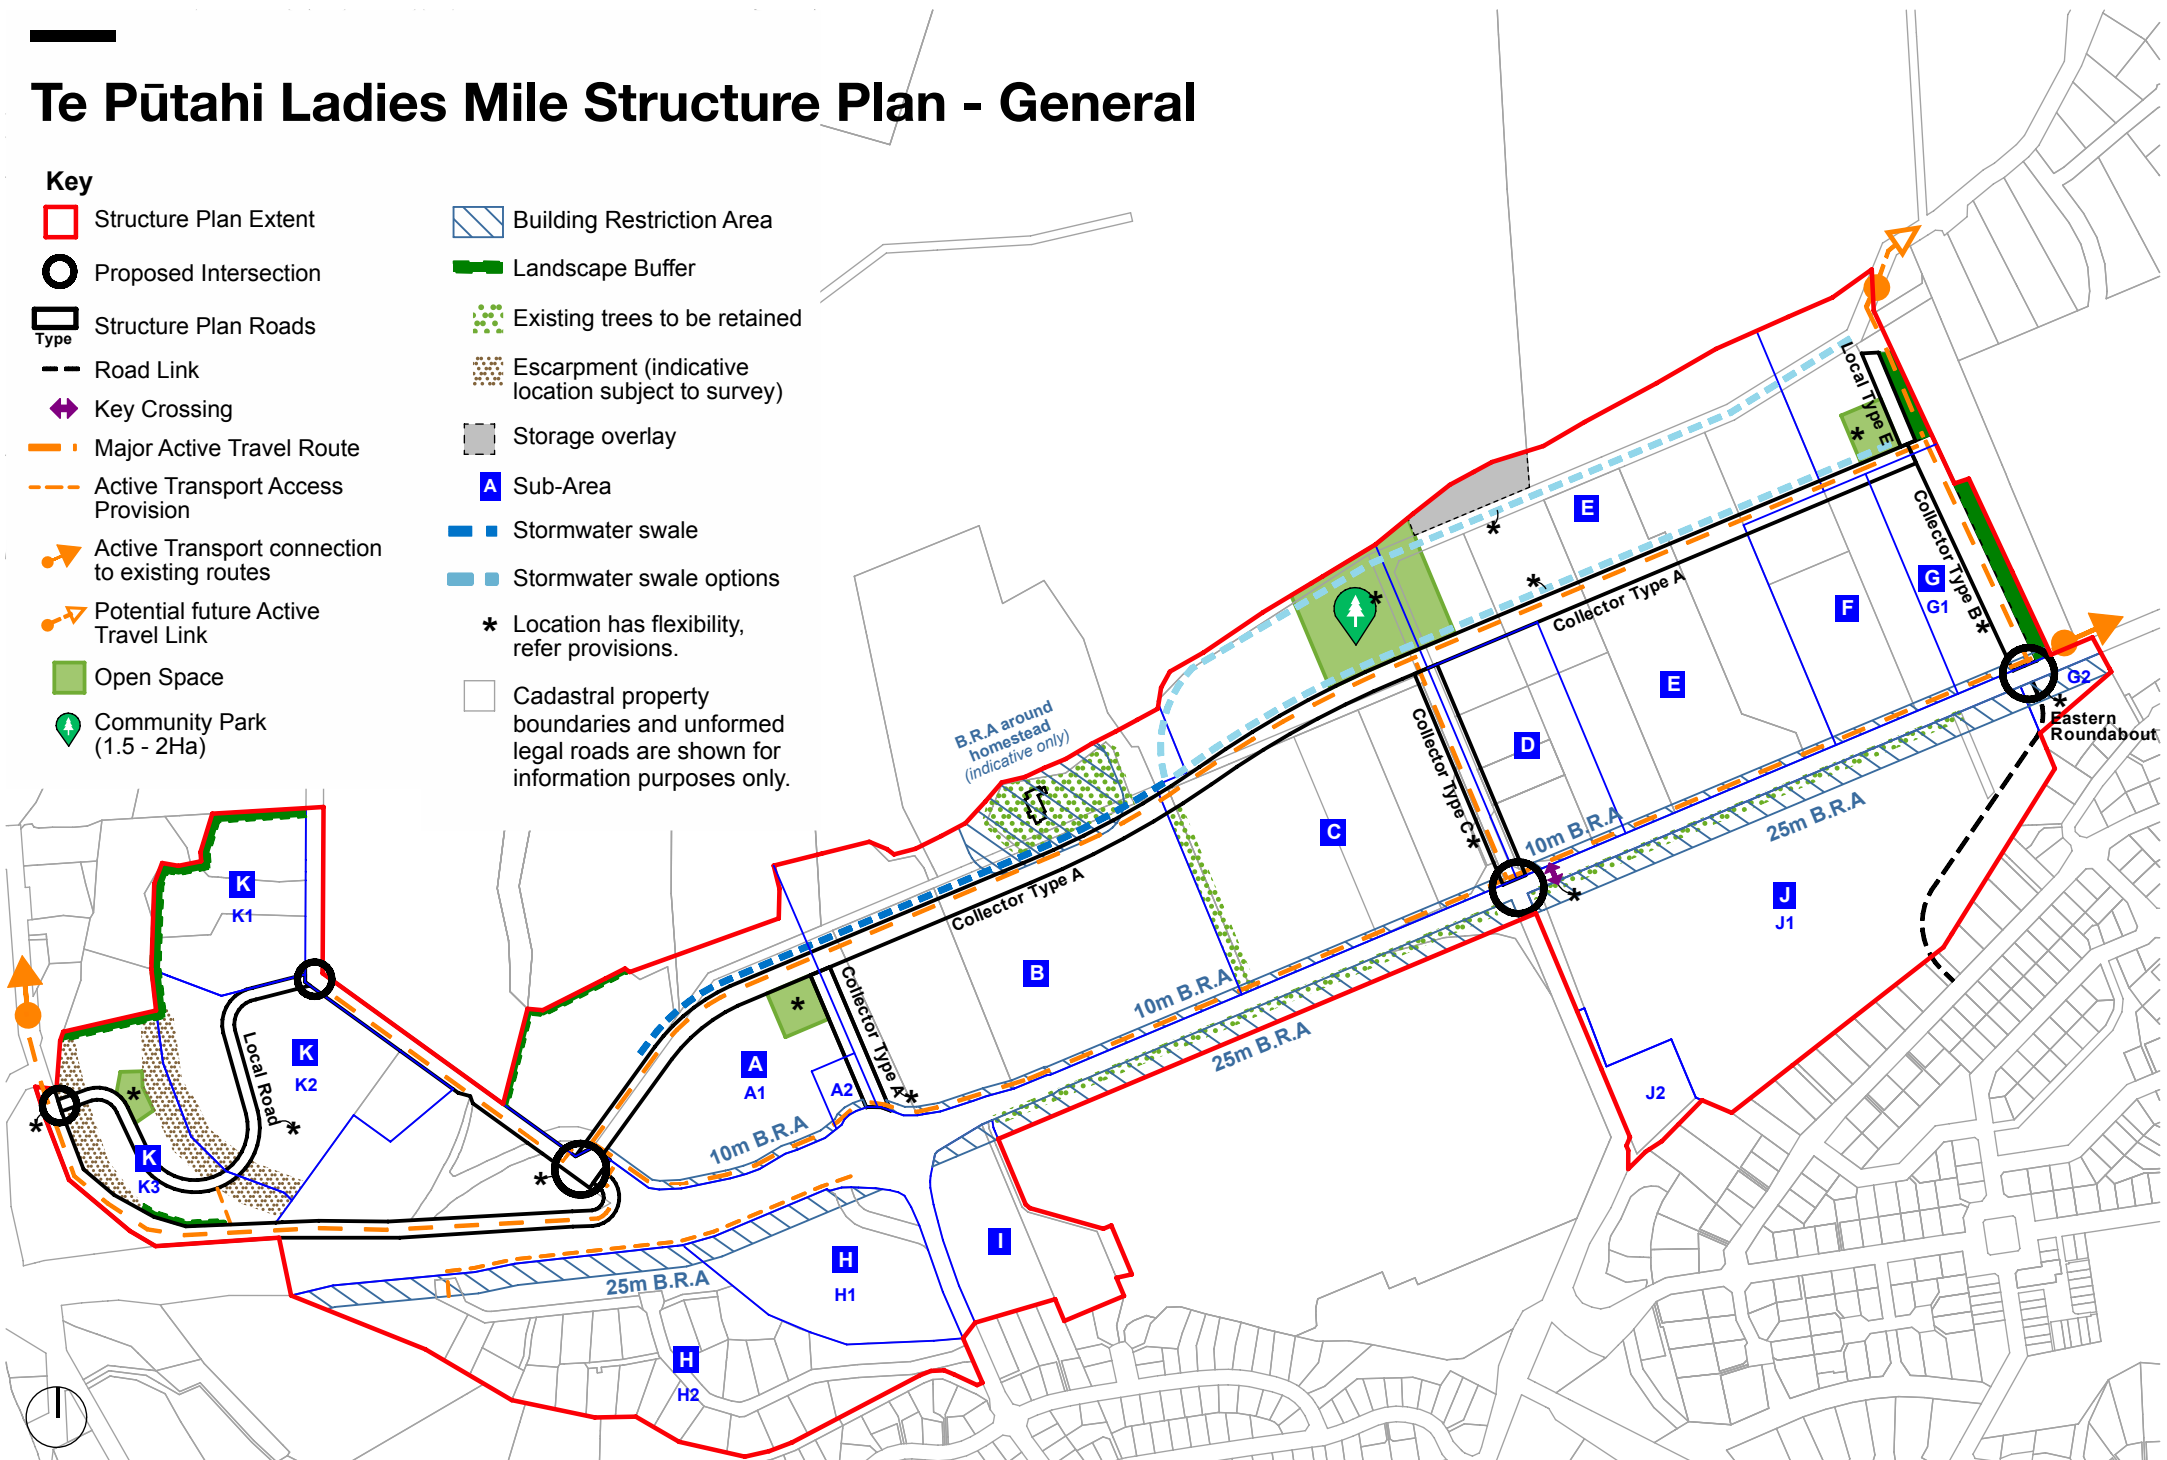 Te Pūtahi Ladies Mile Structure Plan - General
Key
Structure Plan Extent
Proposed Intersection
Type
Structure Plan Roads
Road Link
Key Crossing
Major Active Travel Route
Active Transport Access
Provision
Active Transport connection
to existing routes
Potential future Active
Travel Link
Open Space
Community Park
(1.5 - 2Ha)
Building Restriction Area
Landscape Buffer
Existing trees to be retained
Escarpment (indicative
location subject to survey)
Storage overlay
A
Sub-Area
Stormwater swale
Stormwater swale options
* Location has flexibility,
refer provisions.
Cadastral property
boundaries and unformed
legal roads are shown for
information purposes only.
Local Type E
*
E
*
*
*
Collector Type A
Collector Type B
*
G
G1
F
E
G2
*
Eastern
Roundabout
B.R.A around
homestead
(indicative only)
D
Collector Type C
*
C
10m B.R.A
25m B.R.A
*
J
J1
J2
Collector Type A
B
10m B.R.A
25m B.R.A
*
Collector Type A
*
A
A1
A2
10m B.R.A
K
K1
K
K2
Local Road
*
*
*
K
K3
*
25m B.R.A
H
H1
I
H
H2